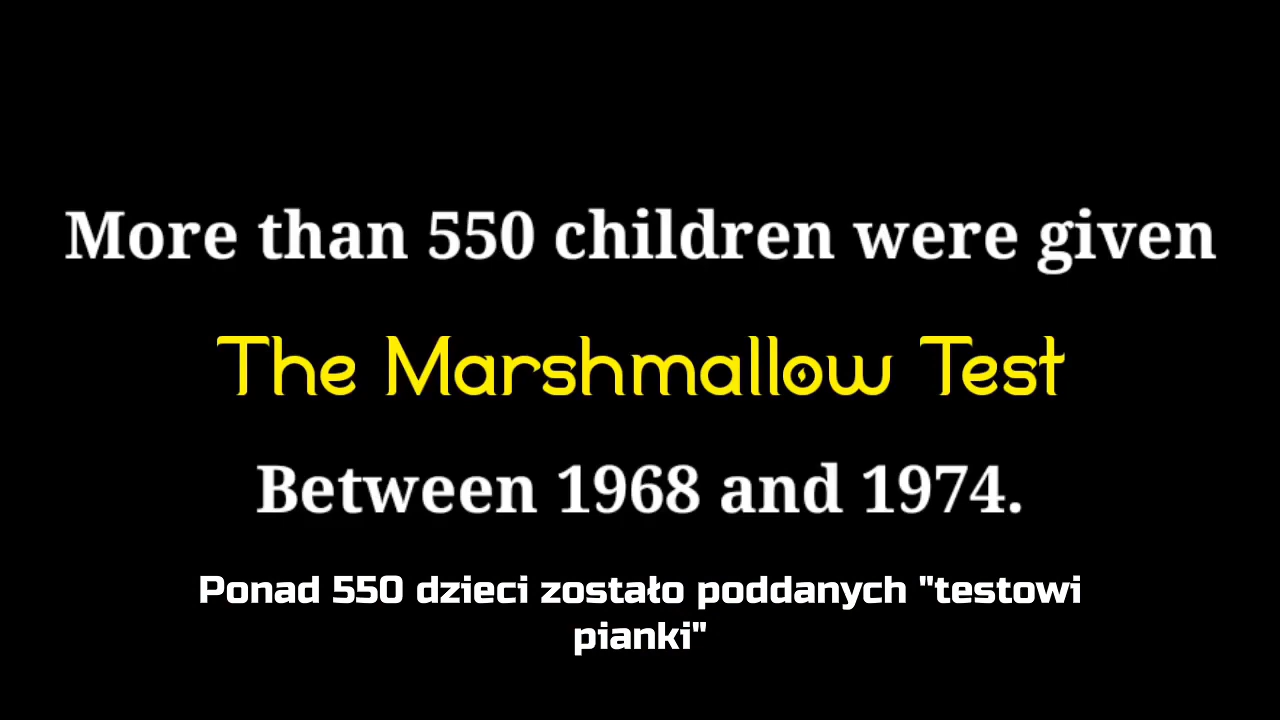 More than 550 children were given
The Marshmallow Test
Between 1968 and 1974.
Ponad 550 dzieci zostało poddanych "testowi
pianki"